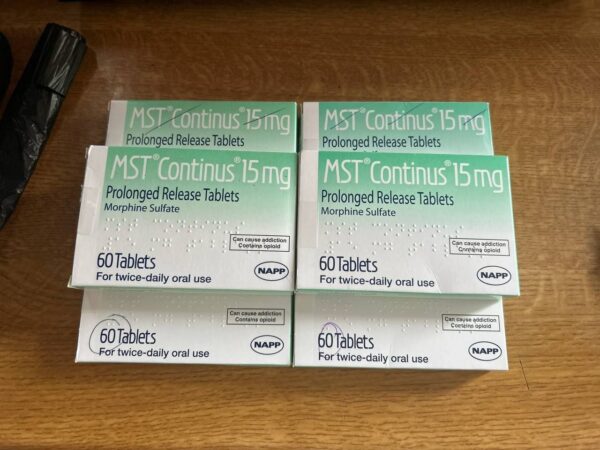 MST® Continus® 15 mg
Prolonged Release Tablets
MST® Continus® 15 mg
Prolonged Release Tablets
MST® Continus® 15 mg
Prolonged Release Tablets
Morphine Sulfate
Can cause addiction
Contains opioid
60 Tablets
For twice-daily oral use
NAPP
MST® Continus® 15 mg
Prolonged Release Tablets
Morphine Sulfate
Can cause addiction
Contains opioid
60 Tablets
For twice-daily oral use
NAPP
Can cause addiction
Contains opioid
60 Tablets
For twice-daily oral use
NAPP
Can cause addiction
Contains opioid
60 Tablets
For twice-daily oral use
NAPP